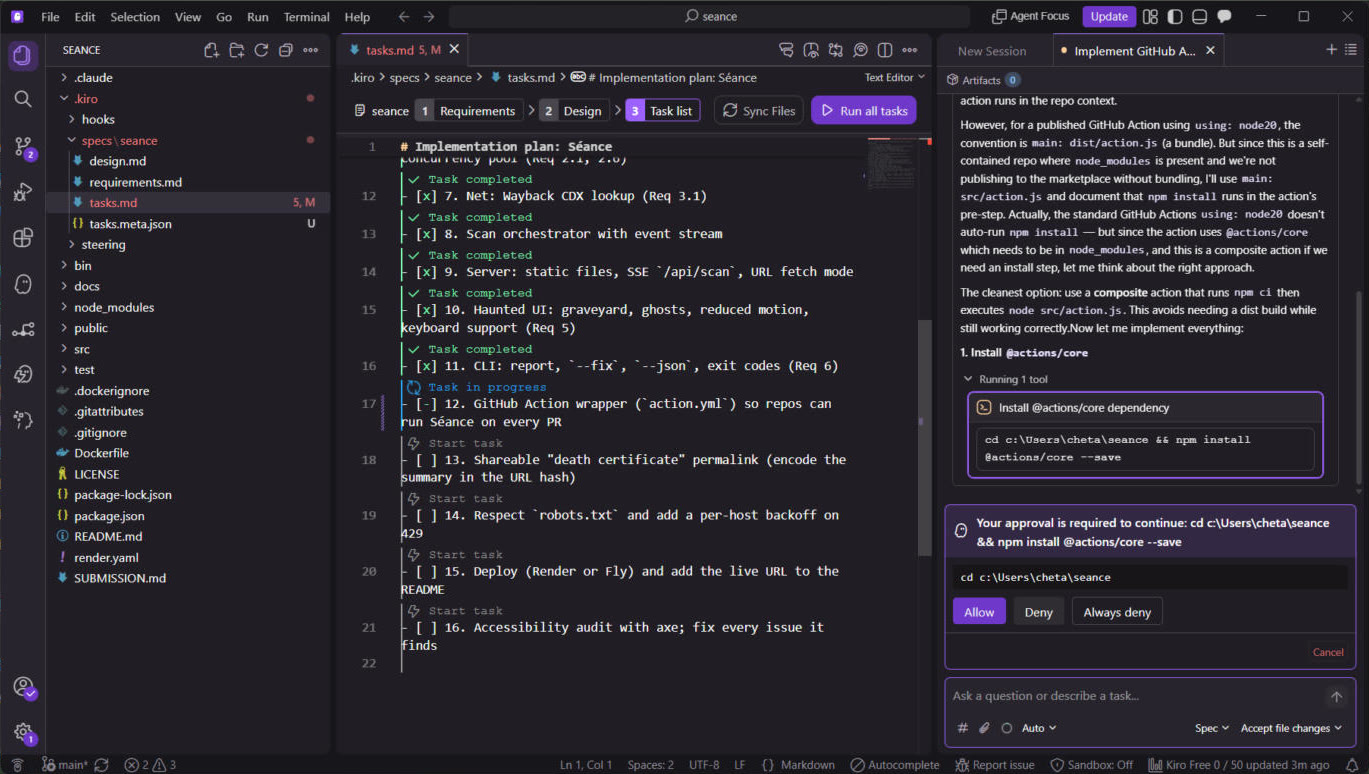 File Edit Selection View Go Run Terminal Help
seance
Agent Focus
Update
SEANCE
.claude
.kiro
hooks
specs\seance
design.md
requirements.md
tasks.md 5, M
tasks.meta.json U
steering
bin
docs
node_modules
public
src
test
.dockerignore
.gitattributes
.gitignore
Dockerfile
LICENSE
package-lock.json
package.json
README.md
render.yaml
SUBMISSION.md
2
1
tasks.md 5, M
.kiro > specs > seance > tasks.md > # Implementation plan: Séance
Text Editor
seance 1 Requirements > 2 Design > 3 Task list
Sync Files
Run all tasks
1 # Implementation plan: Séance
concurrency pool (Req 2.1, 2.6)
Task completed
12 - [x] 7. Net: Wayback CDX lookup (Req 3.1)
Task completed
13 - [x] 8. Scan orchestrator with event stream
Task completed
14 - [x] 9. Server: static files, SSE `/api/scan`, URL fetch mode
Task completed
15 - [x] 10. Haunted UI: graveyard, ghosts, reduced motion,
keyboard support (Req 5)
Task completed
16 - [x] 11. CLI: report, `--fix`, `--json`, exit codes (Req 6)
Task in progress
17 - [-] 12. GitHub Action wrapper (`action.yml`) so repos can
run Séance on every PR
Start task
18 - [ ] 13. Shareable "death certificate" permalink (encode the
summary in the URL hash)
Start task
19 - [ ] 14. Respect `robots.txt` and add a per-host backoff on
429
Start task
20 - [ ] 15. Deploy (Render or Fly) and add the live URL to the
README
Start task
21 - [ ] 16. Accessibility audit with axe; fix every issue it
finds
22
New Session
Implement GitHub A...
Artifacts 0
action runs in the repo context.
However, for a published GitHub Action using using: node20, the
convention is main: dist/action.js (a bundle). But since this is a self-
contained repo where node_modules is present and we're not
publishing to the marketplace without bundling, I'll use main:
src/action.js and document that npm install runs in the action's
pre-step. Actually, the standard GitHub Actions using: node20 doesn't
auto-run npm install — but since the action uses @actions/core
which needs to be in node_modules, and this is a composite action if we
need an install step, let me think about the right approach.
The cleanest option: use a composite action that runs npm ci then
executes node src/action.js. This avoids needing a dist build while
still working correctly.Now let me implement everything:
1. Install @actions/core
Running 1 tool
Install @actions/core dependency
cd c:\Users\cheta\seance && npm install
@actions/core --save
Your approval is required to continue: cd c:\Users\cheta\seance
&& npm install @actions/core --save
cd c:\Users\cheta\seance
Allow Deny Always deny
Cancel
Ask a question or describe a task...
# Auto
Spec Accept file changes
main* 2 3
Ln 1, Col 1 Spaces: 2 UTF-8 LF {} Markdown Autocomplete Report issue Sandbox: Off Kiro Free 0 / 50 updated 3m ago